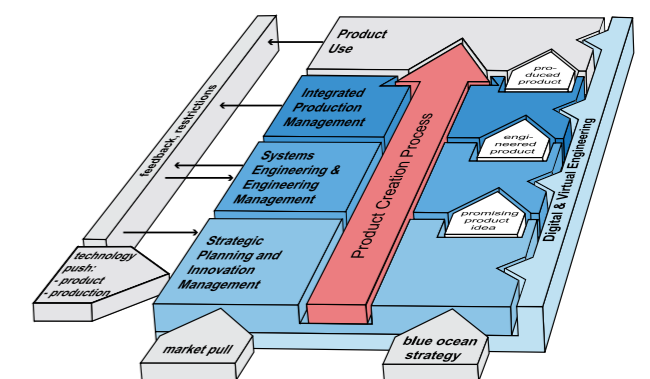 Product
Use
pro-
duced
product
Integrated
Production
Management
feedback, restrictions
engi-
neered
product
Systems
Engineering &
Engineering
Management
Product Creation Process
Digital & Virtual Engineering
promising
product
idea
Strategic
Planning and
Innovation
Management
technology
push:
- product
- production
market pull
blue ocean
strategy